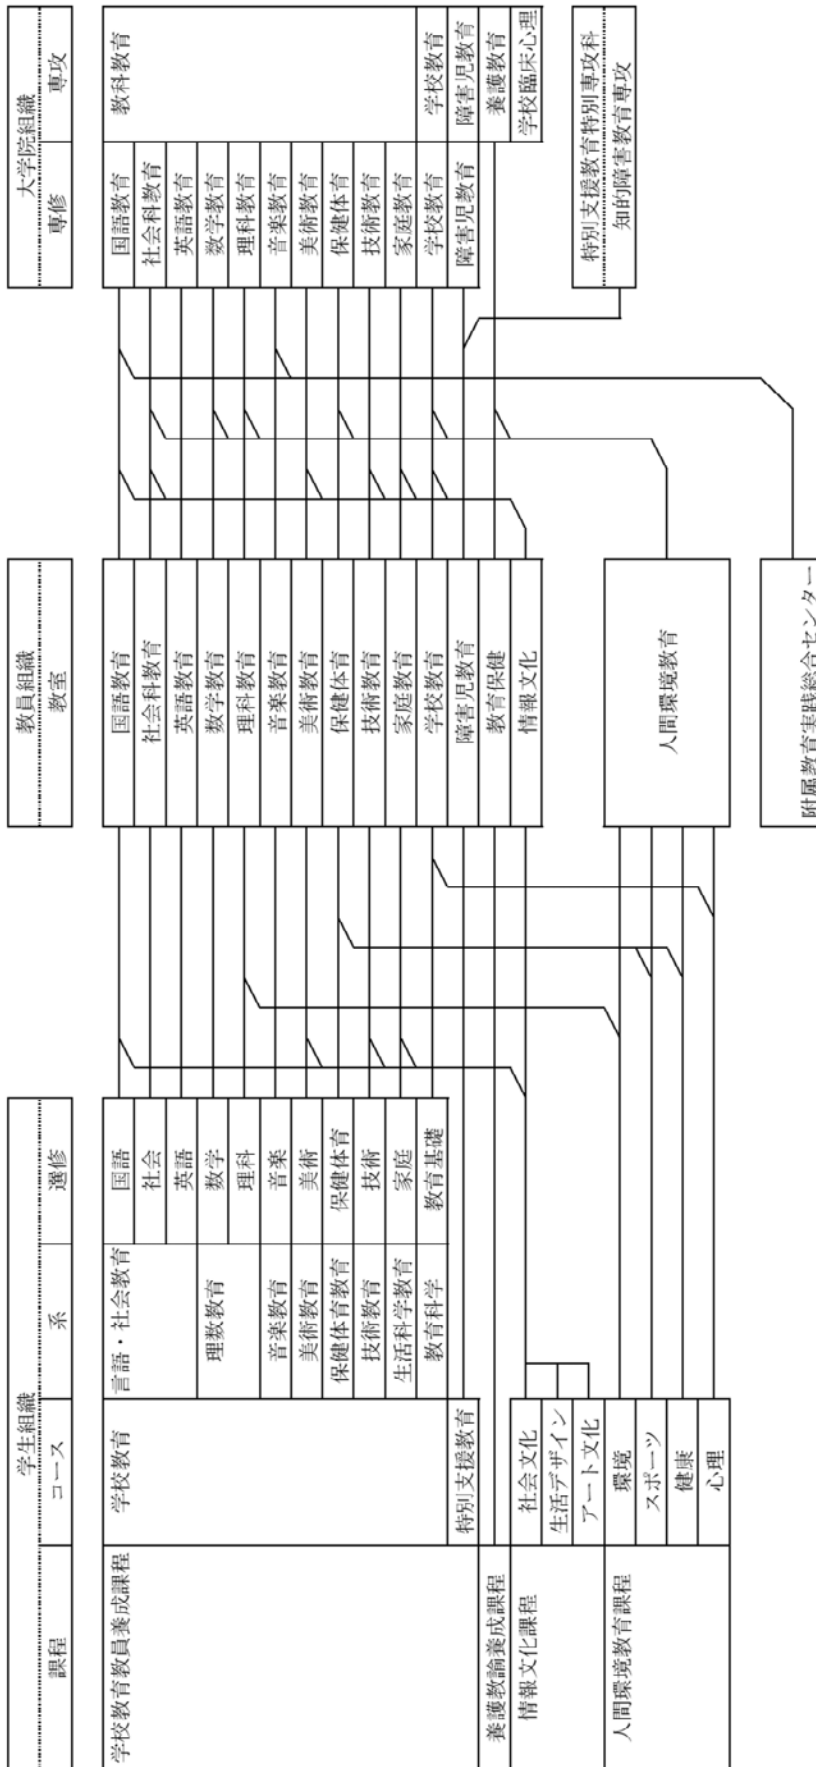 学生組織
課程
コース
系
選修
教員組織
教室
大学院組織
専修
専攻
学校教育教員養成課程
養護教諭養成課程
情報文化課程
人間環境教育課程
学校教育
特別支援教育
社会文化
生活デザイン
アート文化
環境
スポーツ
健康
心理
言語・社会教育
理数教育
音楽教育
美術教育
保健体育教育
技術教育
生活科学教育
教育科学
国語
社会
英語
数学
理科
音楽
美術
保健体育
技術
家庭
教育基礎
国語教育
社会科教育
英語教育
数学教育
理科教育
音楽教育
美術教育
保健体育
技術教育
家庭教育
学校教育
障害児教育
教育保健
情報文化
人間環境教育
附属教育実践総合センター
国語教育
社会科教育
英語教育
数学教育
理科教育
音楽教育
美術教育
保健体育
技術教育
家庭教育
学校教育
障害児教育
教科教育
学校教育
障害児教育
養護教育
学校臨床心理
特別支援教育特別専攻科
知的障害教育専攻